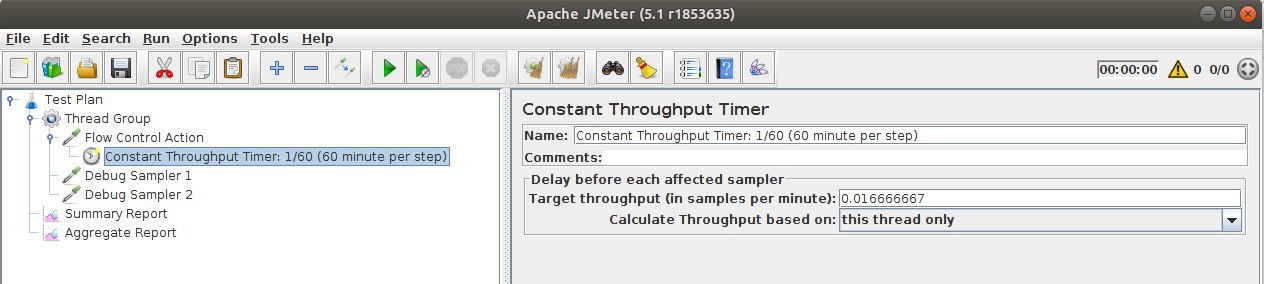 Apache JMeter (5.1 r1853635)
File Edit Search Run Options Tools Help
STOP
00:00:00 0 0/0
Test Plan
Thread Group
Flow Control Action
Constant Throughput Timer: 1/60 (60 minute per step)
Debug Sampler 1
Debug Sampler 2
Summary Report
Aggregate Report
Constant Throughput Timer
Name: Constant Throughput Timer: 1/60 (60 minute per step)
Comments:
Delay before each affected sampler
Target throughput (in samples per minute): 0.016666667
Calculate Throughput based on: this thread only